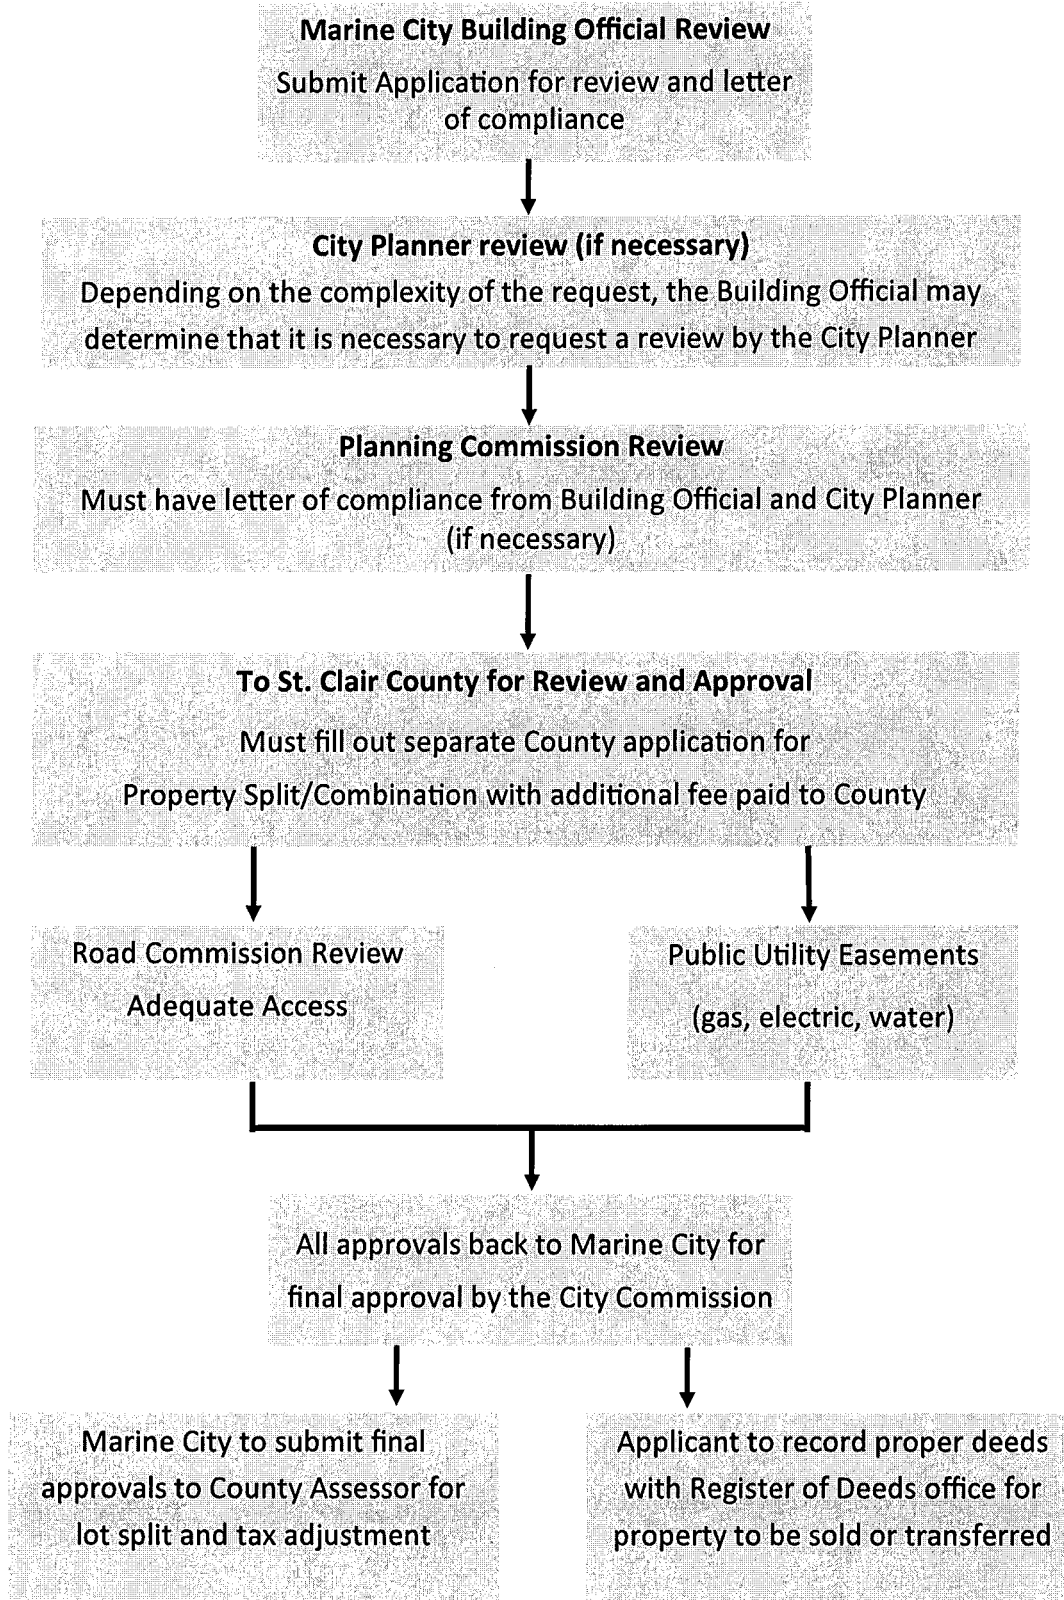 Marine City Building Official Review
Submit Application for review and letter
of compliance
City Planner review (if necessary)
Depending on the complexity of the request, the Building Official may
determine that it is necessary to request a review by the City Planner
Planning Commission Review
Must have letter of compliance from Building Official and City Planner
(if necessary)
To St. Clair County for Review and Approval
Must fill out separate County application for
Property Split/Combination with additional fee paid to County
Road Commission Review
Adequate Access
Public Utility Easements
(gas, electric, water)
All approvals back to Marine City for
final approval by the City Commission
Marine City to submit final
approvals to County Assessor for
lot split and tax adjustment
Applicant to record proper deeds
with Register of Deeds office for
property to be sold or transferred